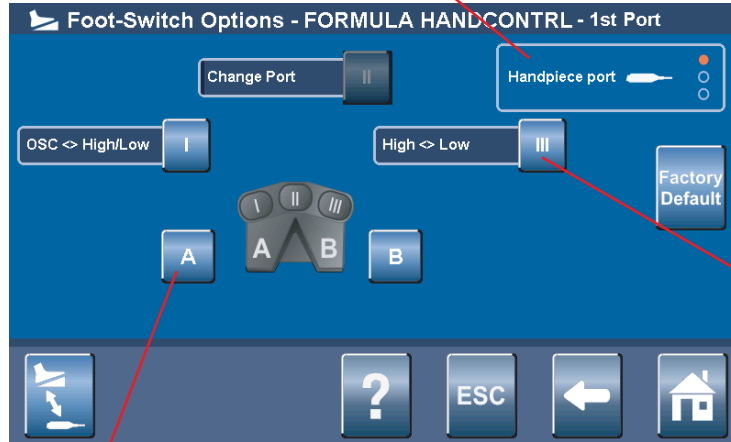 Foot-Switch Options - FORMULA HANDCONTRL - 1st Port
Change Port II
Handpiece port
OSC <> High/Low I
High <> Low III
Factory
Default
I II III
A B
A
B
? ESC